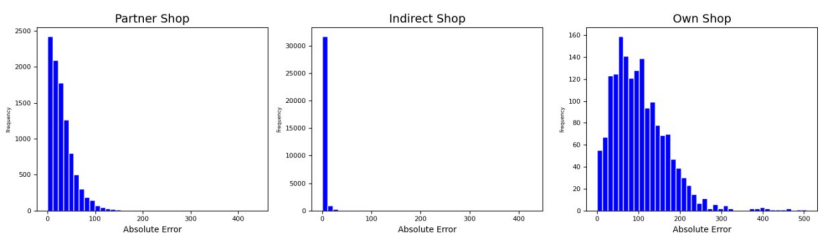 Partner Shop
Indirect Shop
Own Shop
Frequency
2500
2000
1500
1000
500
0
0 100 200 300 400
Absolute Error
Frequency
30000
25000
20000
15000
10000
5000
0
0 100 200 300 400
Absolute Error
Frequency
160
140
120
100
80
60
40
20
0
0 100 200 300 400 500
Absolute Error